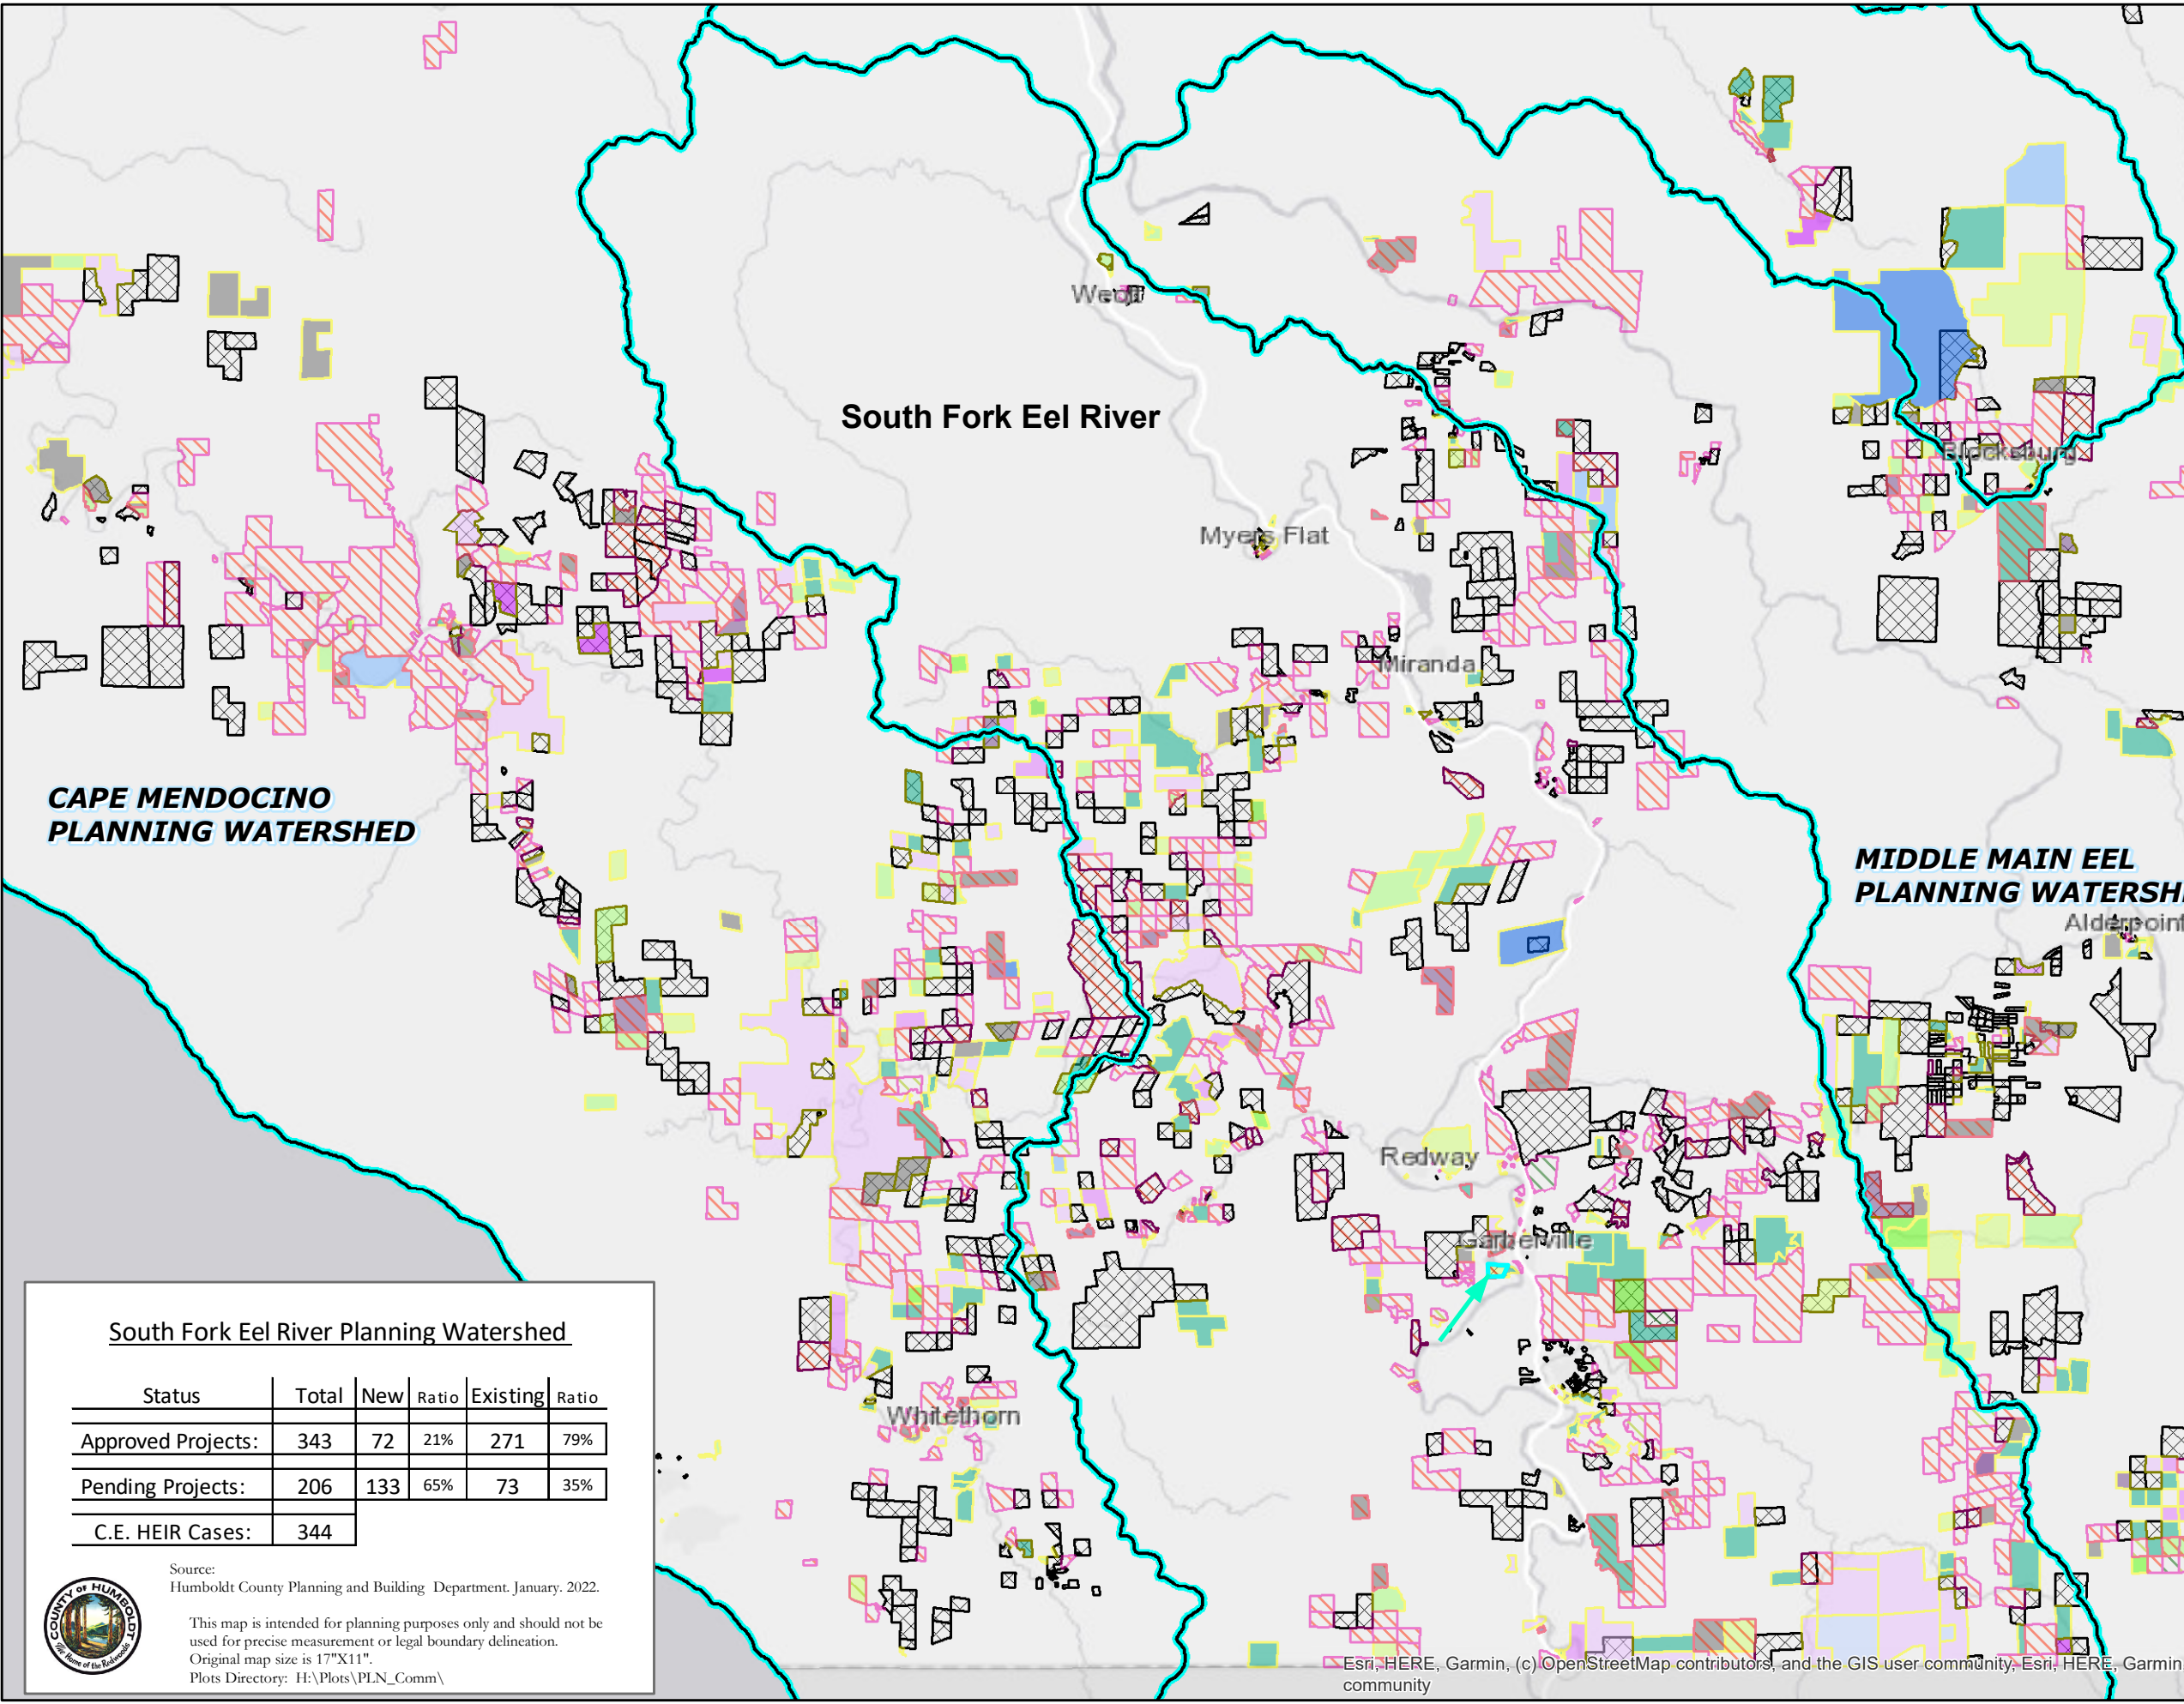 Weott
South Fork Eel River
Blocksburg
Myers Flat
Miranda
CAPE MENDOCINO
PLANNING WATERSHED
MIDDLE MAIN EEL
PLANNING WATERSH
Alderpoint
Redway
Garberville
Whitethorn
South Fork Eel River Planning Watershed
Status Total New Ratio Existing Ratio
Approved Projects: 343 72 21% 271 79%
Pending Projects: 206 133 65% 73 35%
C.E. HEIR Cases: 344
Source:
Humboldt County Planning and Building Department. January. 2022.
This map is intended for planning purposes only and should not be
used for precise measurement or legal boundary delineation.
Original map size is 17"X11".
Plots Directory: H:\Plots\PLN_Comm\
COUNTY OF HUMBOLDT
The Home of the Redwoods
Esri, HERE, Garmin, (c) OpenStreetMap contributors, and the GIS user community, Esri, HERE, Garmin
community